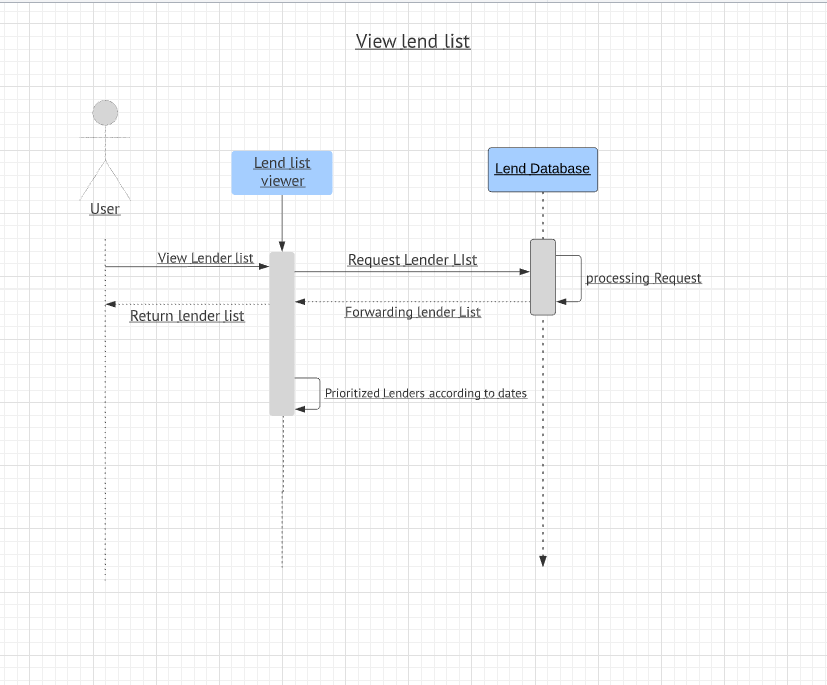 View lend list
Lend list
viewer
Lend Database
User
View Lender list
Request Lender LIst
processing Request
Return lender list
Forwarding lender List
Prioritized Lenders according to dates